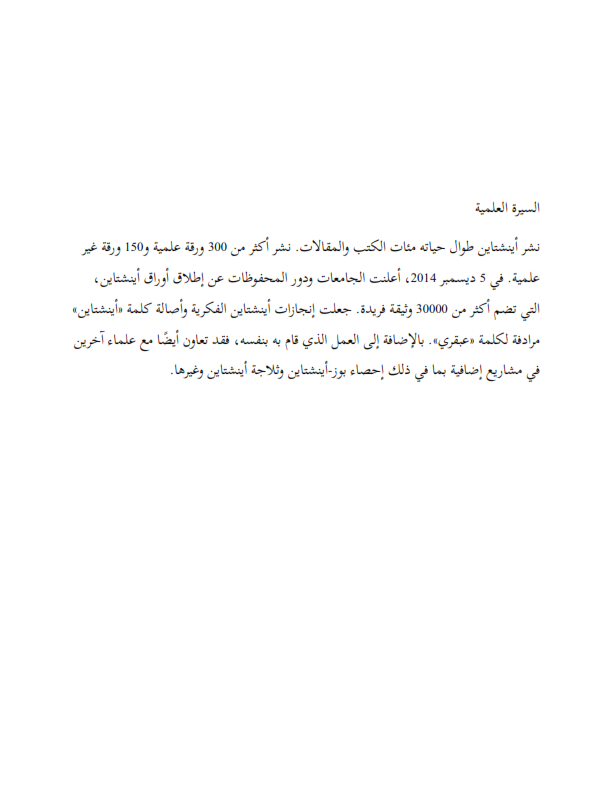 السيرة العلمية
نشر أينشتاين طوال حياته مئات الكتب والمقالات. نشر أكثر من 300 ورقة علمية و150 ورقة غير
علمية. في 5 ديسمبر 2014، أعلنت الجامعات ودور المحفوظات عن إطلاق أوراق أينشتاين،
التي تضم أكثر من 30000 وثيقة فريدة. جعلت إنجازات أينشتاين الفكرية وأصالة كلمة «أينشتاين»
مرادفة لكلمة «عبقري». بالإضافة إلى العمل الذي قام به بنفسه، فقد تعاون أيضًا مع علماء آخرين
في مشاريع إضافية بما في ذلك إحصاء بوز-أينشتاين وثلاجة أينشتاين وغيرها.